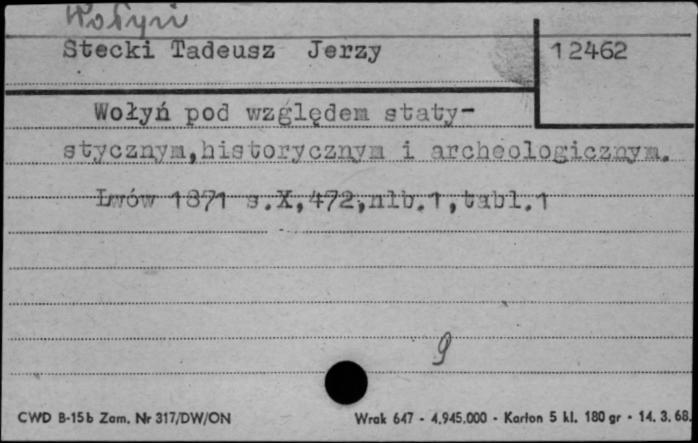 Wołyń
Stecki Tadeusz Jerzy 12462
Wołyń pod względem staty-
stycznym,historycznym i archeologicznym.
Lwów 1871 s.X,472,nlb.1,tabl.1
9
CWD B-15b Zam. Nr 317/DW/ON Wrak 647 - 4,945.000 - Karton 5 kl. 180 gr - 14. 3. 68.